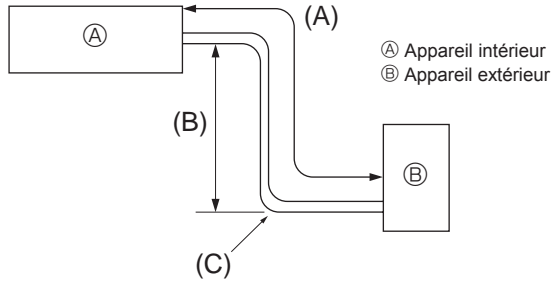 (A)
Ⓐ
Ⓐ Appareil intérieur
Ⓑ Appareil extérieur
(B)
Ⓑ
(C)